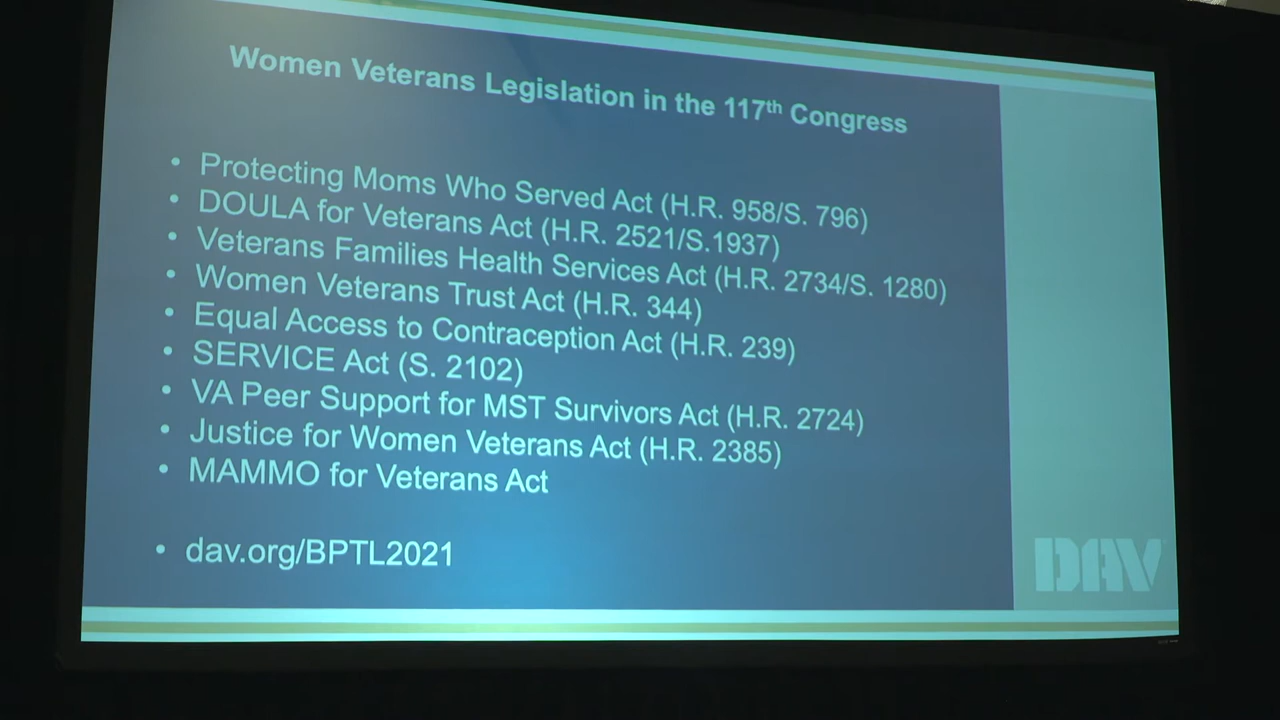 Women Veterans Legislation in the 117th Congress
• Protecting Moms Who Served Act (H.R. 958/S. 796)
• DOULA for Veterans Act (H.R. 2521/S.1937)
• Veterans Families Health Services Act (H.R. 2734/S. 1280)
• Women Veterans Trust Act (H.R. 344)
• Equal Access to Contraception Act (H.R. 239)
• SERVICE Act (S. 2102)
• VA Peer Support for MST Survivors Act (H.R. 2724)
• Justice for Women Veterans Act (H.R. 2385)
• MAMMO for Veterans Act
• dav.org/BPTL2021
DAV